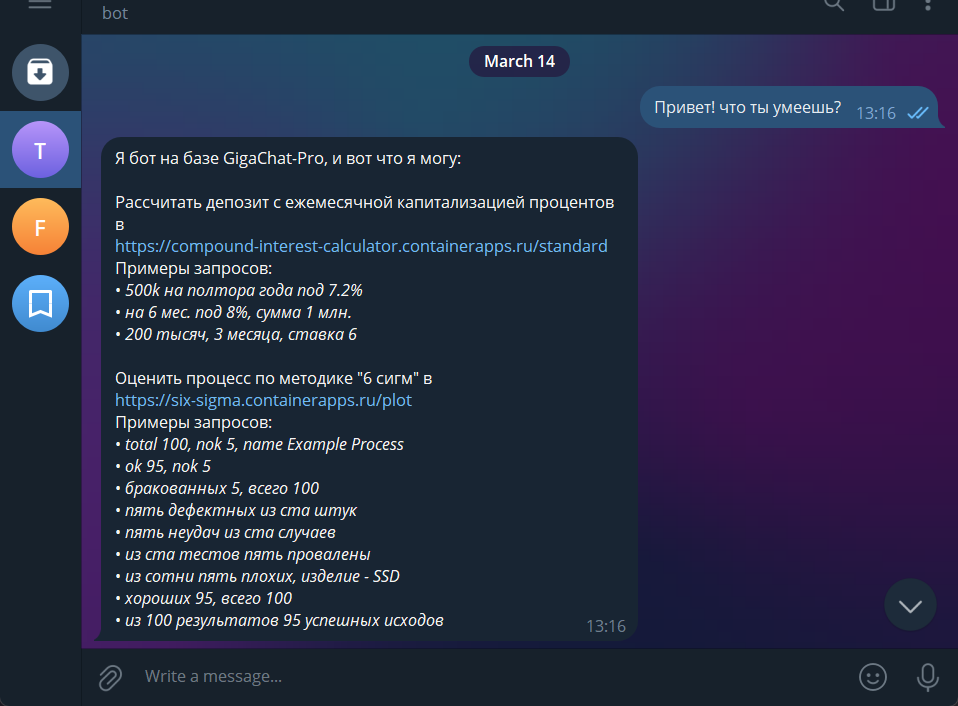 bot
March 14
Привет! что ты умеешь? 13:16
T
F
Я бот на базе GigaChat-Pro, и вот что я могу:
Рассчитать депозит с ежемесячной капитализацией процентов
в
https://compound-interest-calculator.containerapps.ru/standard
Примеры запросов:
• 500k на полтора года под 7.2%
• на 6 мес. под 8%, сумма 1 млн.
• 200 тысяч, 3 месяца, ставка 6
Оценить процесс по методике "6 сигм" в
https://six-sigma.containerapps.ru/plot
Примеры запросов:
• total 100, nok 5, name Example Process
• ok 95, nok 5
• бракованных 5, всего 100
• пять дефектных из ста штук
• пять неудач из ста случаев
• из ста тестов пять провалены
• из сотни пять плохих, изделие - SSD
• хороших 95, всего 100
• из 100 результатов 95 успешных исходов
13:16
Write a message...